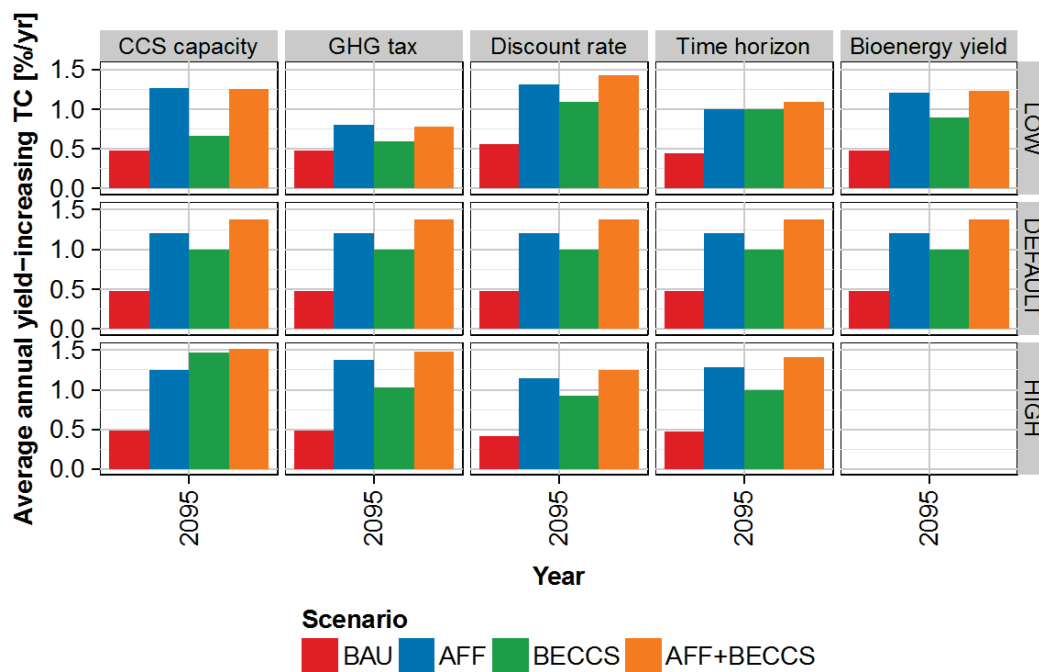 Average annual yield−increasing TC [%/yr]
CCS capacity GHG tax Discount rate Time horizon Bioenergy yield
1.5
1.0
0.5
0.0
LOW
1.5
1.0
0.5
0.0
DEFAULT
1.5
1.0
0.5
0.0
HIGH
2095 2095 2095 2095 2095
Year
Scenario
BAU AFF BECCS AFF+BECCS